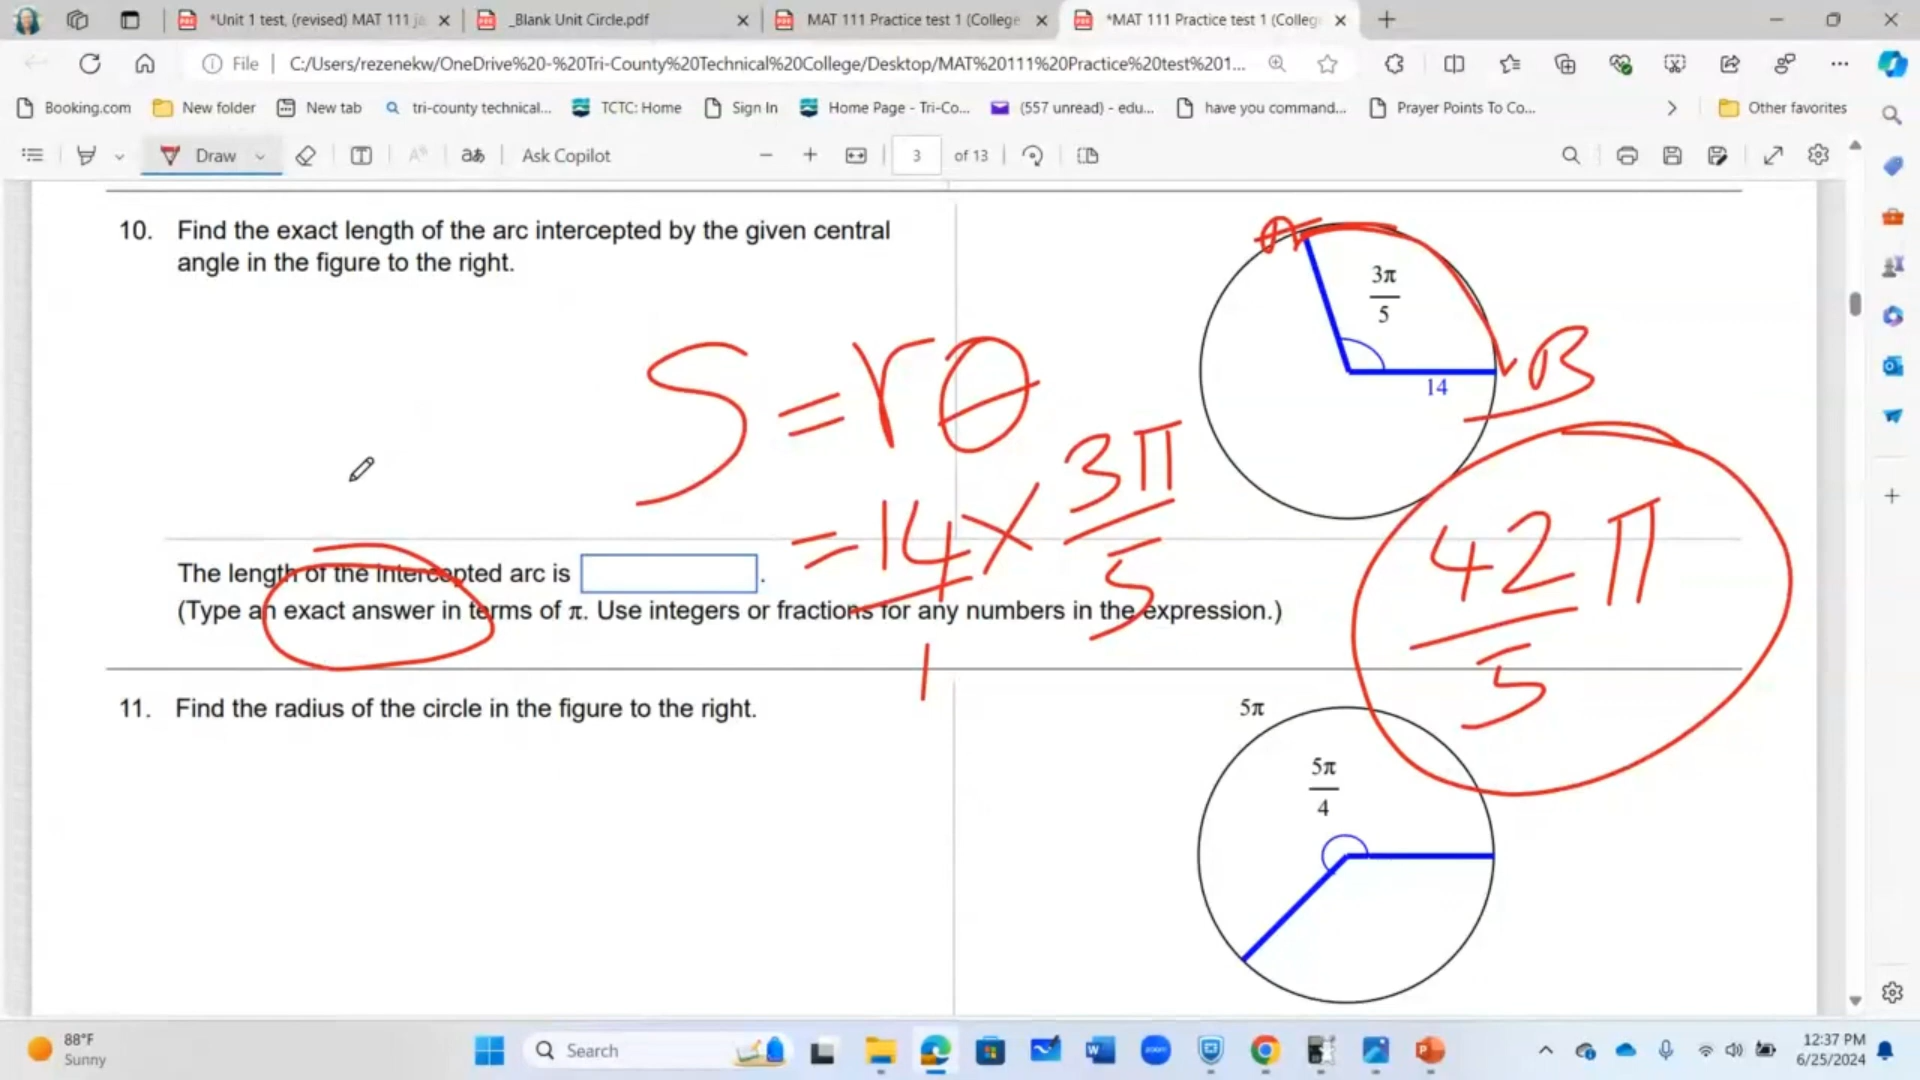 *Unit 1 test, (revised) MAT 111 ja
_Blank Unit Circle.pdf
MAT 111 Practice test 1 (College
*MAT 111 Practice test 1 (Colleg
File
C:/Users/rezenekw/OneDrive%20-%20Tri-County%20Technical%20College/Desktop/MAT%20111%20Practice%20test%201...
Booking.com
New folder
New tab
tri-county technical...
TCTC: Home
Sign In
Home Page - Tri-Co...
(557 unread) - edu...
have you command...
Prayer Points To Co...
Other favorites
Draw
aあ
Ask Copilot
3
of 13
10. Find the exact length of the arc intercepted by the given central
angle in the figure to the right.
3π
5
14
B
S = rθ
= 14 × 3π
1 5
42π
5
The length of the intercepted arc is .
(Type an exact answer in terms of π. Use integers or fractions for any numbers in the expression.)
11. Find the radius of the circle in the figure to the right.
5π
5π
4
88°F
Sunny
Search
zoom
12:37 PM
6/25/2024